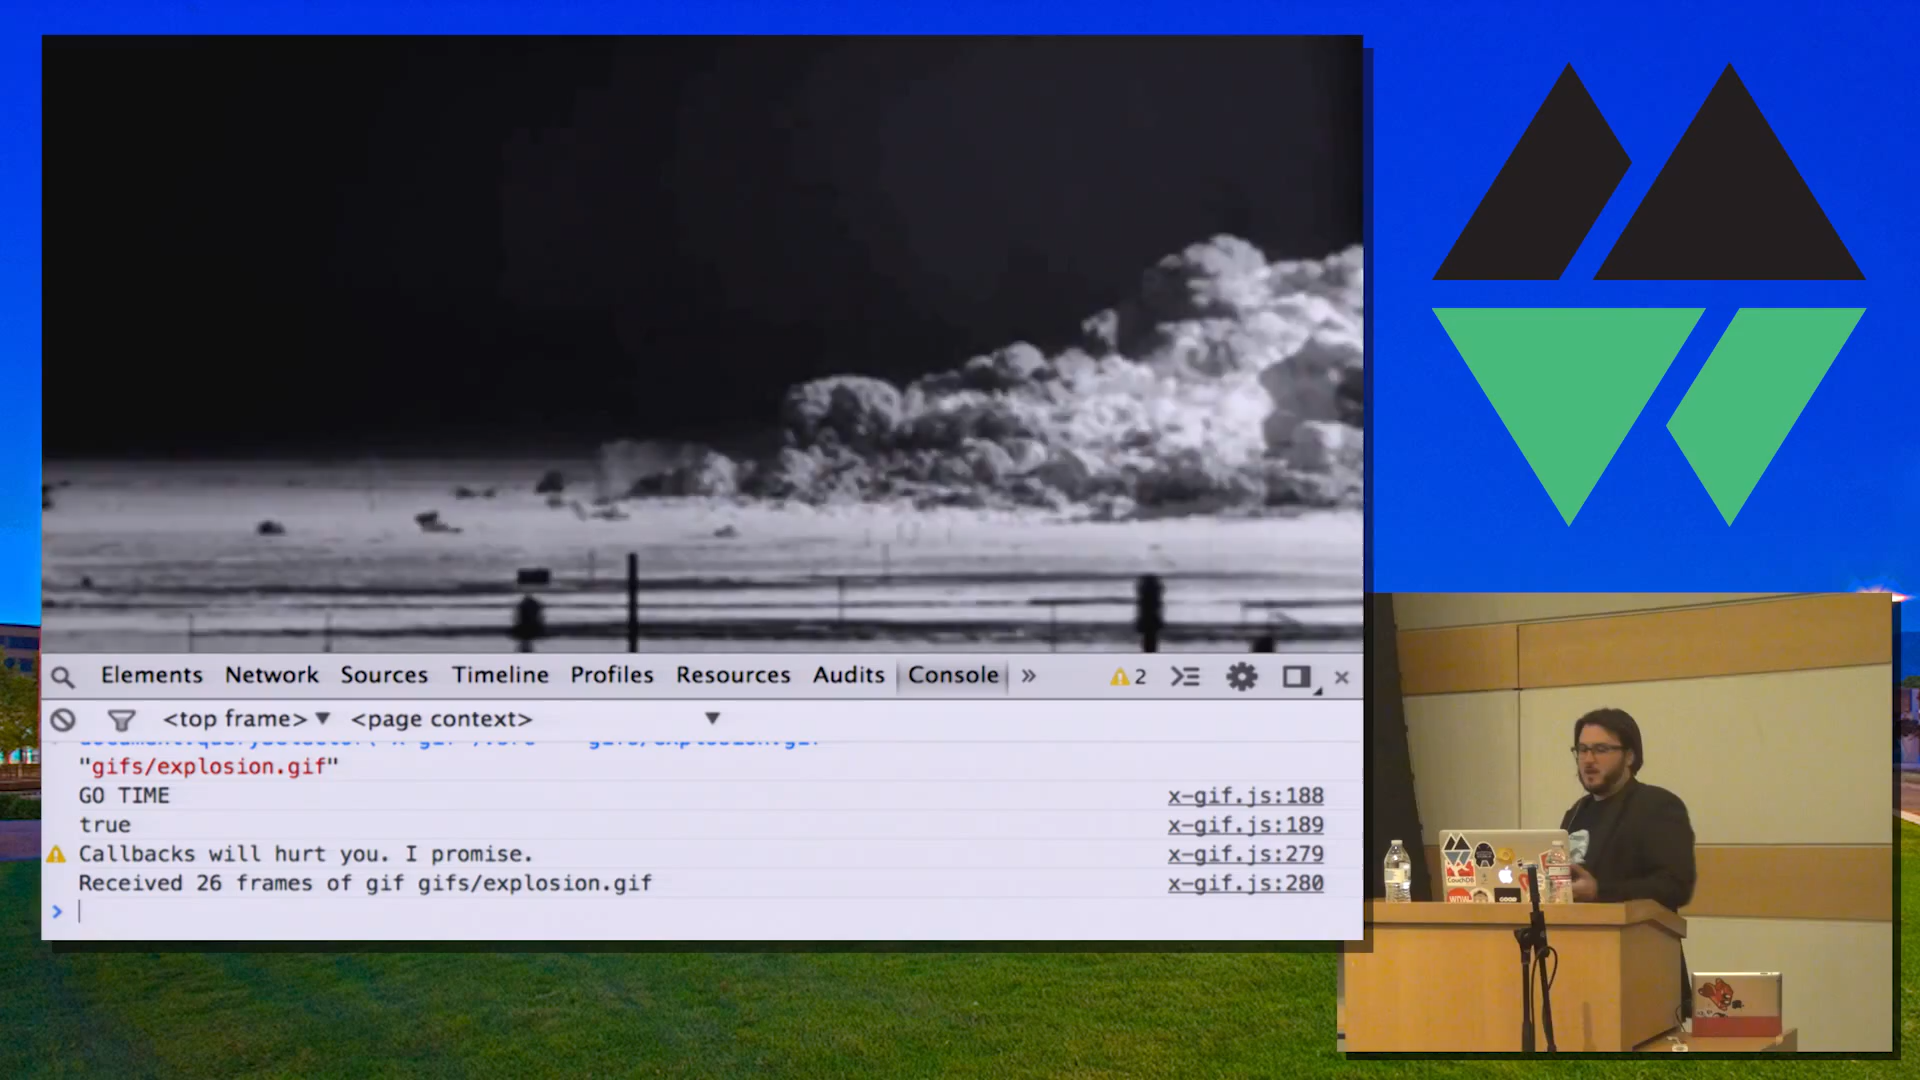 Elements Network Sources Timeline Profiles Resources Audits Console » 2
<top frame> <page context>
"gifs/explosion.gif"
GO TIME x-gif.js:188
true x-gif.js:189
Callbacks will hurt you. I promise. x-gif.js:279
Received 26 frames of gif gifs/explosion.gif x-gif.js:280
>
CouchDB
GOOD